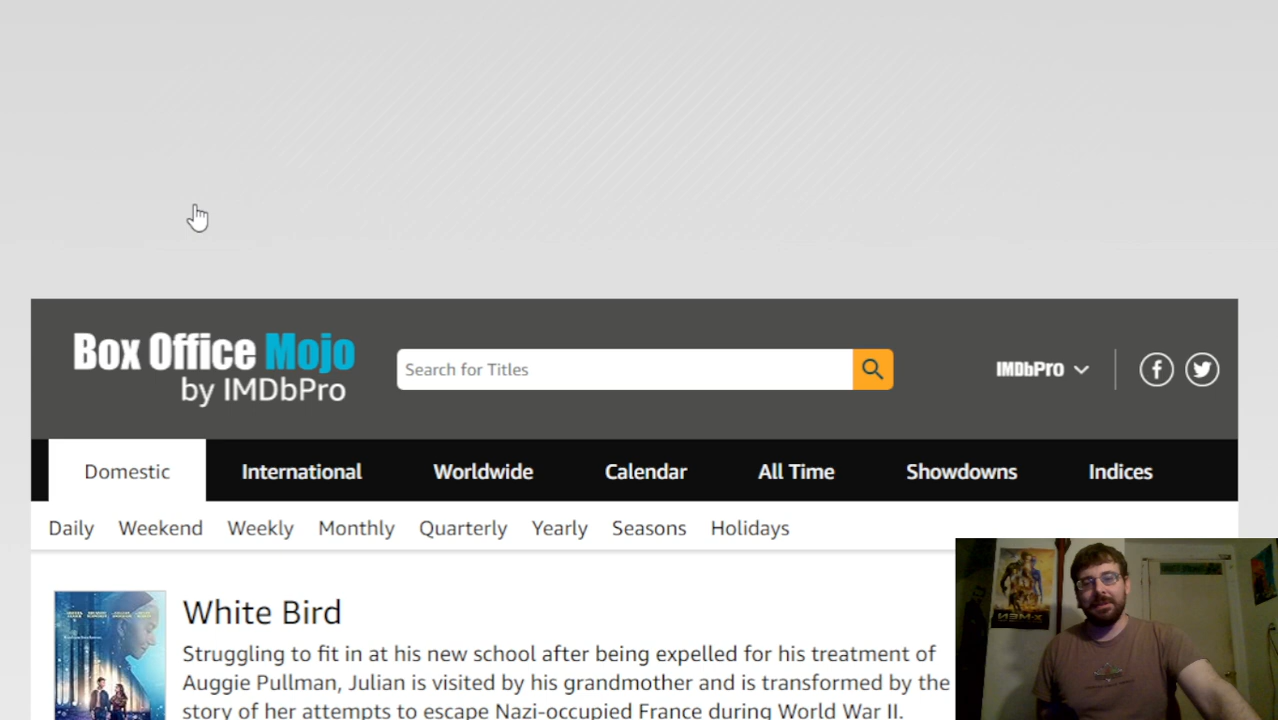 Box Office Mojo
by IMDbPro
Search for Titles
IMDbPro
Domestic International Worldwide Calendar All Time Showdowns Indices
Daily Weekend Weekly Monthly Quarterly Yearly Seasons Holidays
White Bird
Struggling to fit in at his new school after being expelled for his treatment of
Auggie Pullman, Julian is visited by his grandmother and is transformed by the
story of her attempts to escape Nazi-occupied France during World War II.
X-MEN